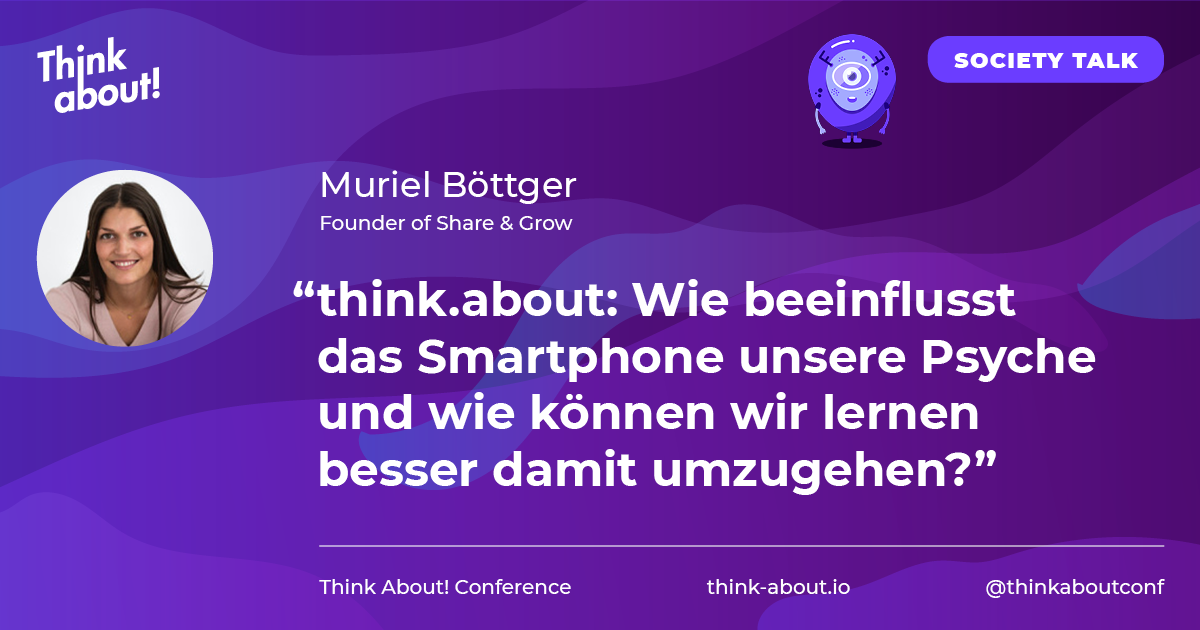 Think
about!
SOCIETY TALK
Muriel Böttger
Founder of Share & Grow
“think.about: Wie beeinflusst
das Smartphone unsere Psyche
und wie können wir lernen
besser damit umzugehen?”
Think About! Conference
think-about.io
@thinkaboutconf